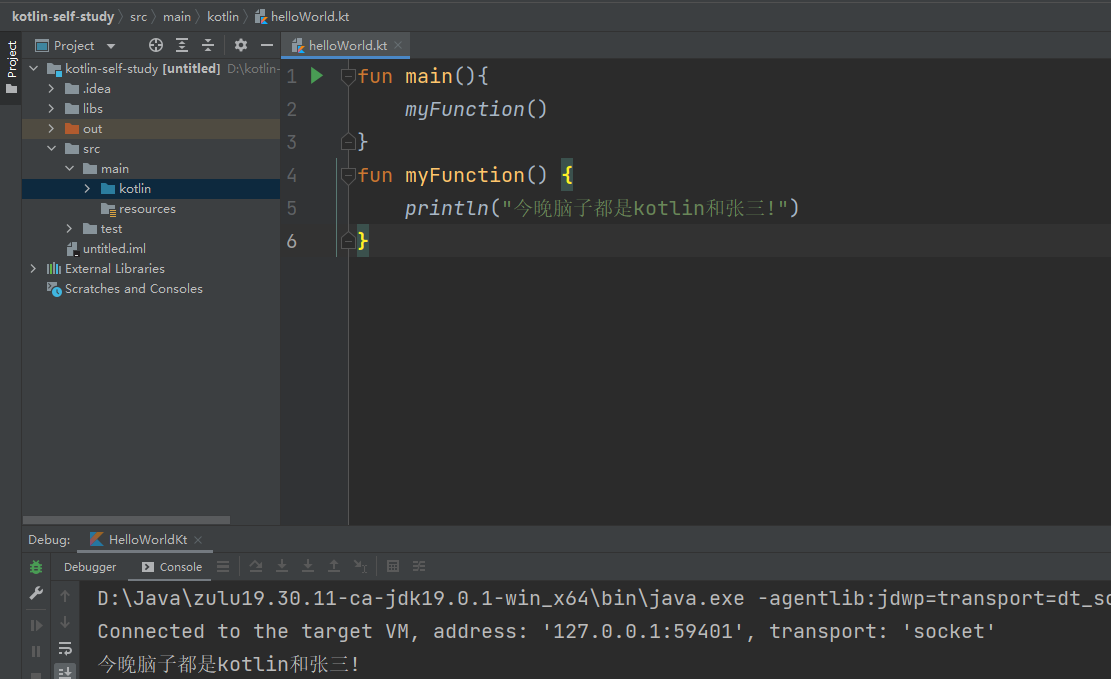 kotlin-self-study src main kotlin helloWorld.kt
Project
Project
helloWorld.kt
kotlin-self-study [untitled] D:\kotlin-
.idea
libs
out
src
main
kotlin
resources
test
untitled.iml
External Libraries
Scratches and Consoles
1 fun main(){
2 myFunction()
3 }
4 fun myFunction() {
5 println("今晚脑子都是kotlin和张三!")
6 }
Debug: HelloWorldKt
Debugger Console
D:\Java\zulu19.30.11-ca-jdk19.0.1-win_x64\bin\java.exe -agentlib:jdwp=transport=dt_so
Connected to the target VM, address: '127.0.0.1:59401', transport: 'socket'
今晚脑子都是kotlin和张三!